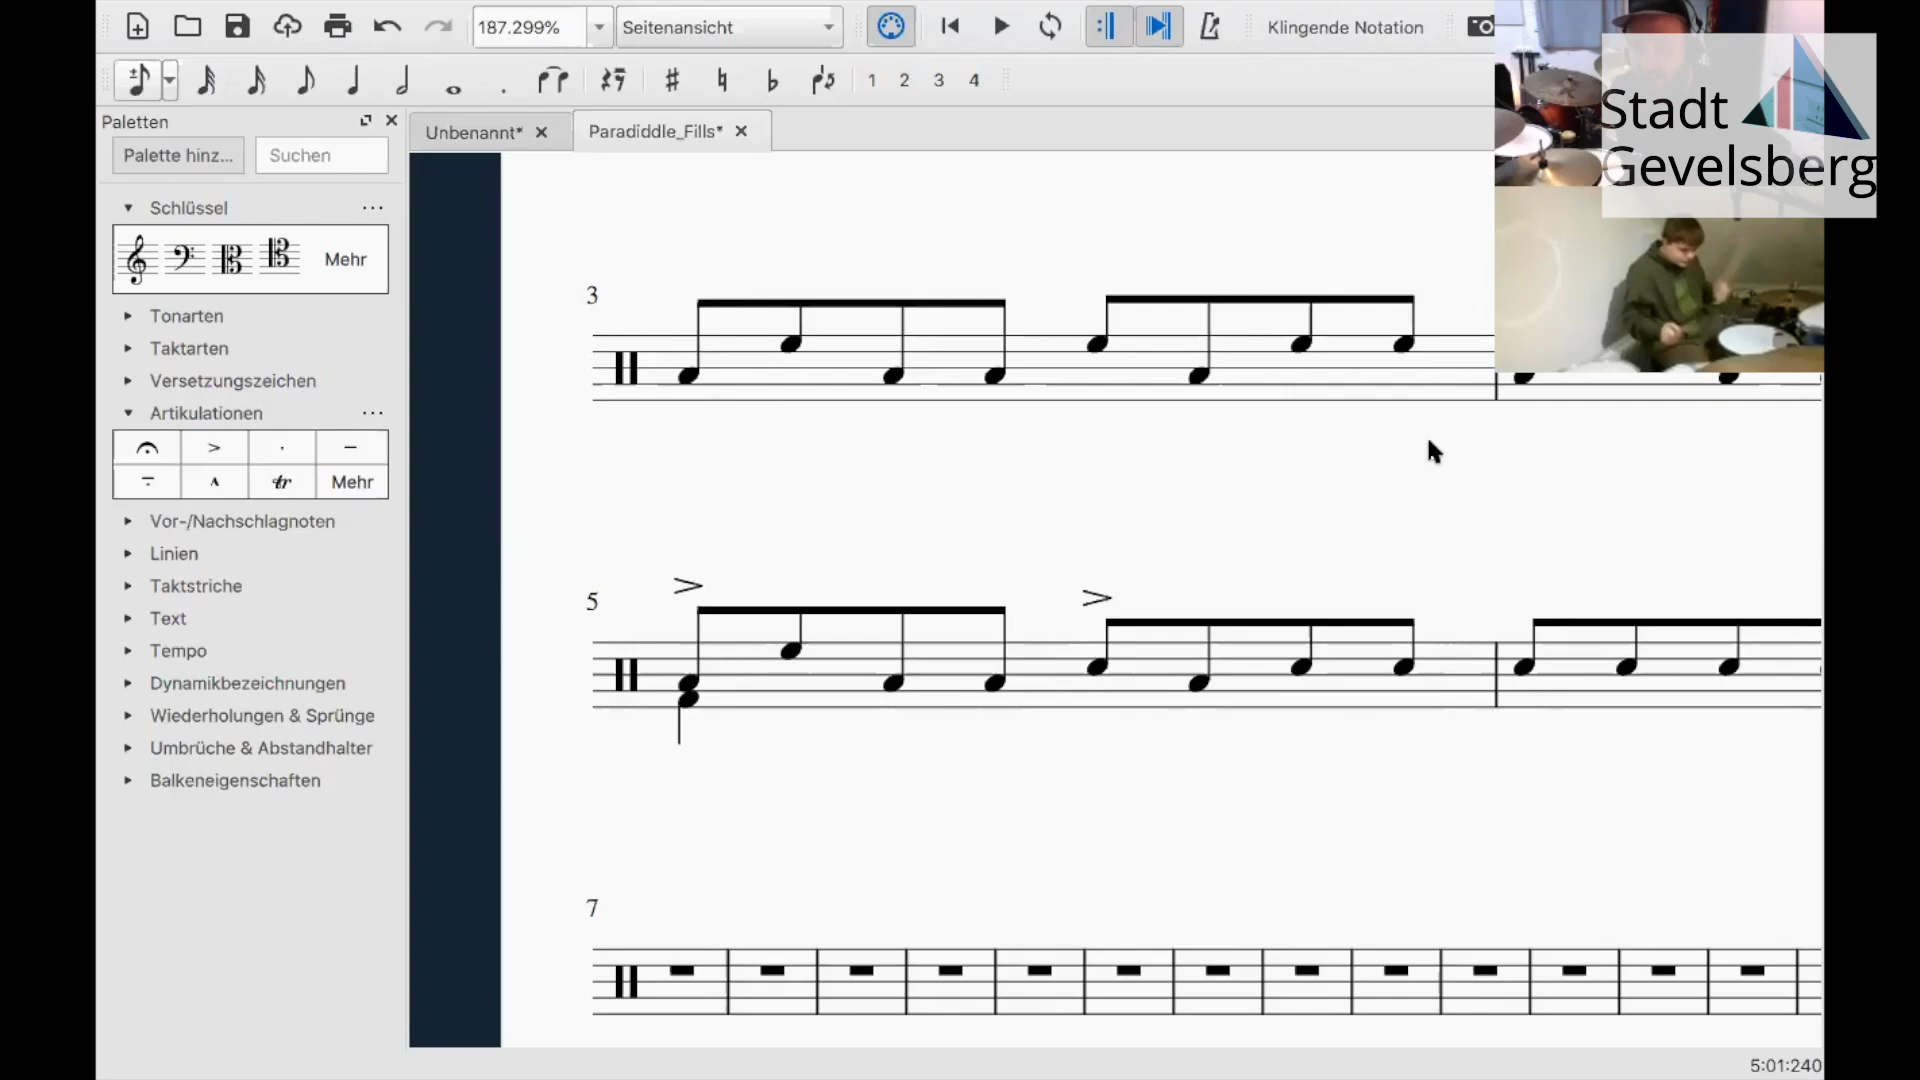 187.299%
Seitenansicht
Klingende Notation
1 2 3 4
Paletten
Palette hinz...
Suchen
Unbenannt*
Paradiddle_Fills*
Stadt
Gevelsberg
Schlüssel
Mehr
Tonarten
Taktarten
Versetzungszeichen
Artikulationen
tr
Mehr
Vor-/Nachschlagnoten
Linien
Taktstriche
Text
Tempo
Dynamikbezeichnungen
Wiederholungen & Sprünge
Umbrüche & Abstandhalter
Balkeneigenschaften
3
5
7
5:01:240